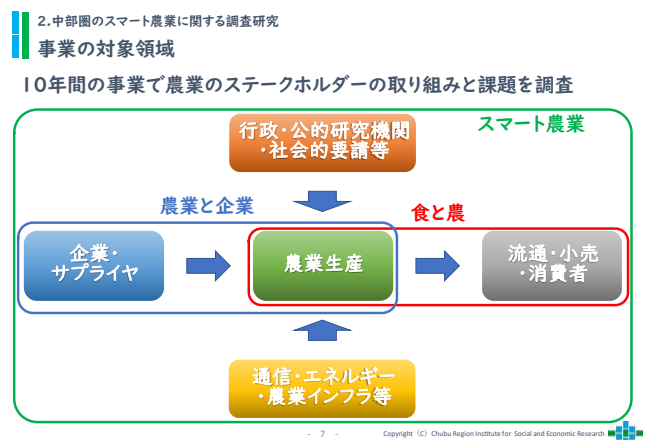 2.中部圏のスマート農業に関する調査研究
事業の対象領域
10年間の事業で農業のステークホルダーの取り組みと課題を調査
スマート農業
行政・公的研究機関
・社会的要請等
農業と企業
食と農
企業・
サプライヤ
農業生産
流通・小売
・消費者
通信・エネルギー
・農業インフラ等
- 7 -
Copyright（C）Chubu Region Institute for Social and Economic Research